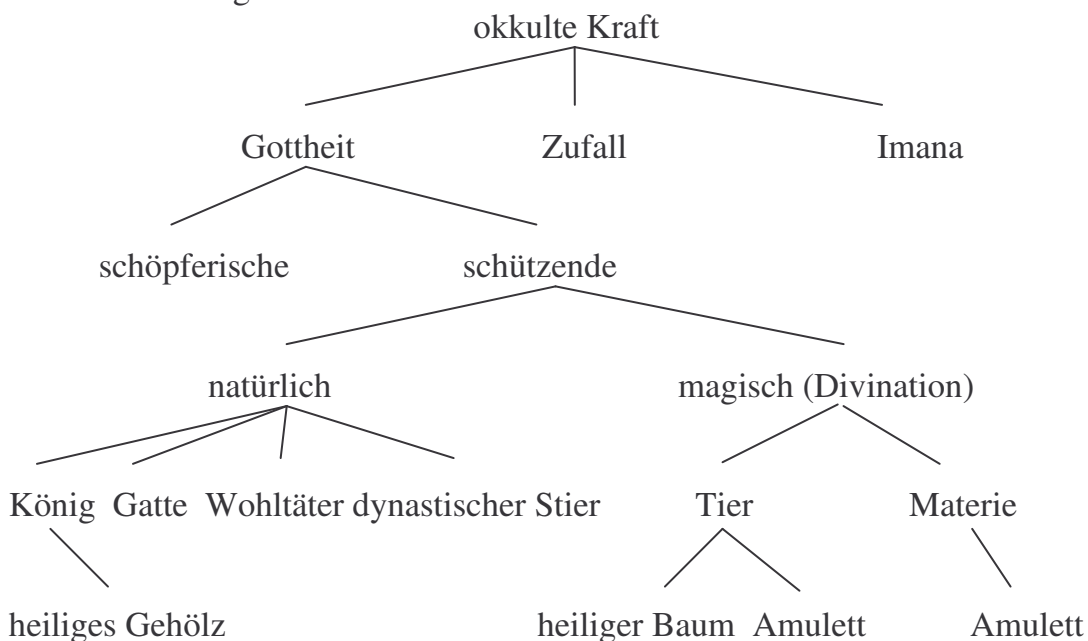 okkulte Kraft
Gottheit Zufall Imana
schöpferische schützende
natürlich magisch (Divination)
König Gatte Wohltäter dynastischer Stier Tier Materie
heiliges Gehölz heiliger Baum Amulett Amulett